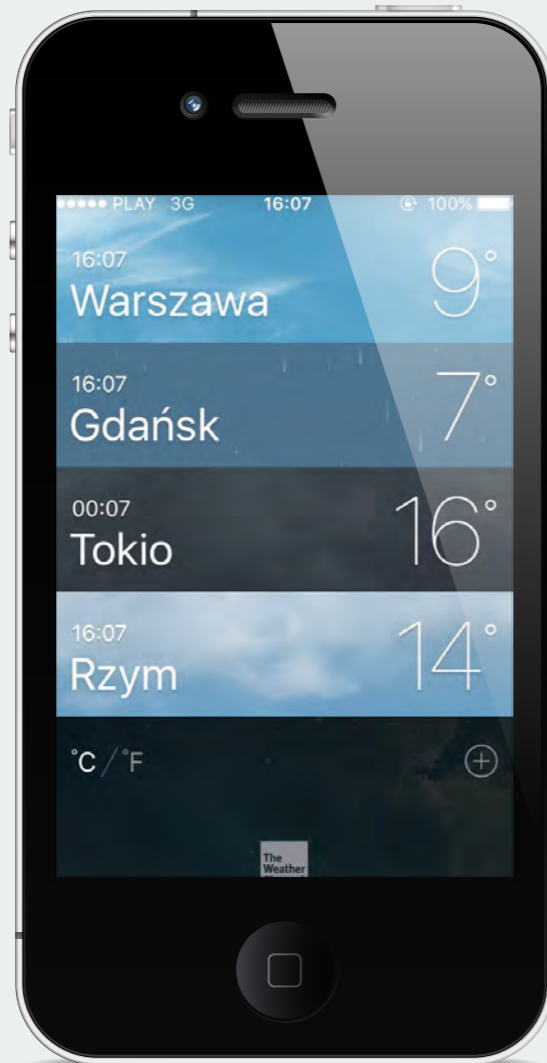 PLAY 3G 16:07 100%
16:07 9°
Warszawa
16:07 7°
Gdańsk
00:07 16°
Tokio
16:07 14°
Rzym
°C / °F
The
Weather